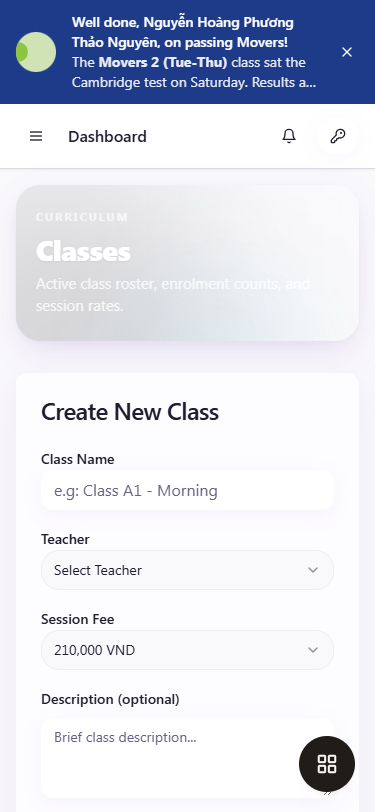 Well done, Nguyễn Hoàng Phương
Thảo Nguyên, on passing Movers!
The Movers 2 (Tue-Thu) class sat the
Cambridge test on Saturday. Results a...
Dashboard
CURRICULUM
Classes
Active class roster, enrolment counts, and
session rates.
Create New Class
Class Name
e.g: Class A1 - Morning
Teacher
Select Teacher
Session Fee
210,000 VND
Description (optional)
Brief class description...